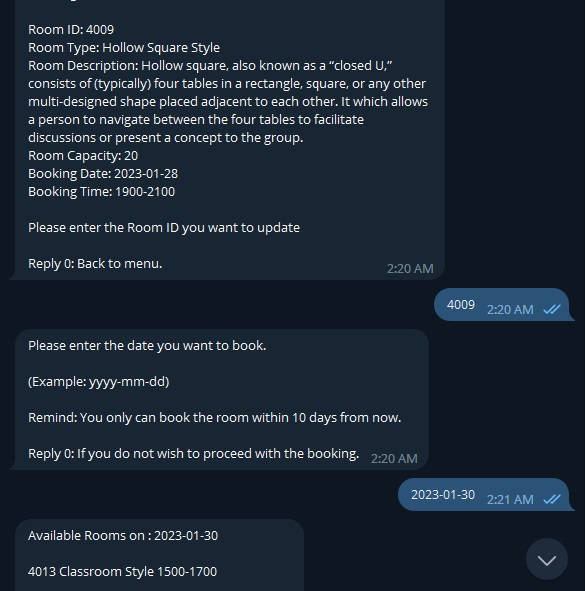 Room ID: 4009
Room Type: Hollow Square Style
Room Description: Hollow square, also known as a “closed U,”
consists of (typically) four tables in a rectangle, square, or any other
multi-designed shape placed adjacent to each other. It which allows
a person to navigate between the four tables to facilitate
discussions or present a concept to the group.
Room Capacity: 20
Booking Date: 2023-01-28
Booking Time: 1900-2100
Please enter the Room ID you want to update
Reply 0: Back to menu.
2:20 AM
4009 2:20 AM
Please enter the date you want to book.
(Example: yyyy-mm-dd)
Remind: You only can book the room within 10 days from now.
Reply 0: If you do not wish to proceed with the booking. 2:20 AM
2023-01-30 2:21 AM
Available Rooms on : 2023-01-30
4013 Classroom Style 1500-1700